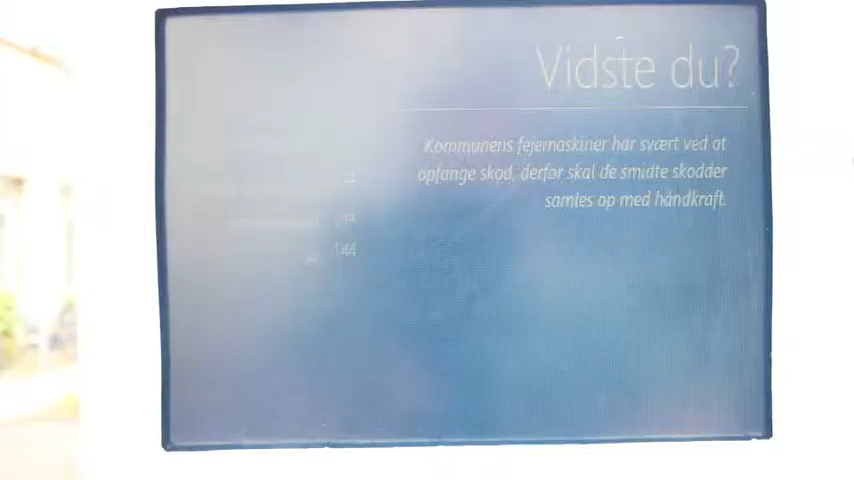 Vidste du?
Kommunens fejemaskiner har svært ved at
opfange skod, derfor skal de smidte skodder
samles op med håndkraft.
144